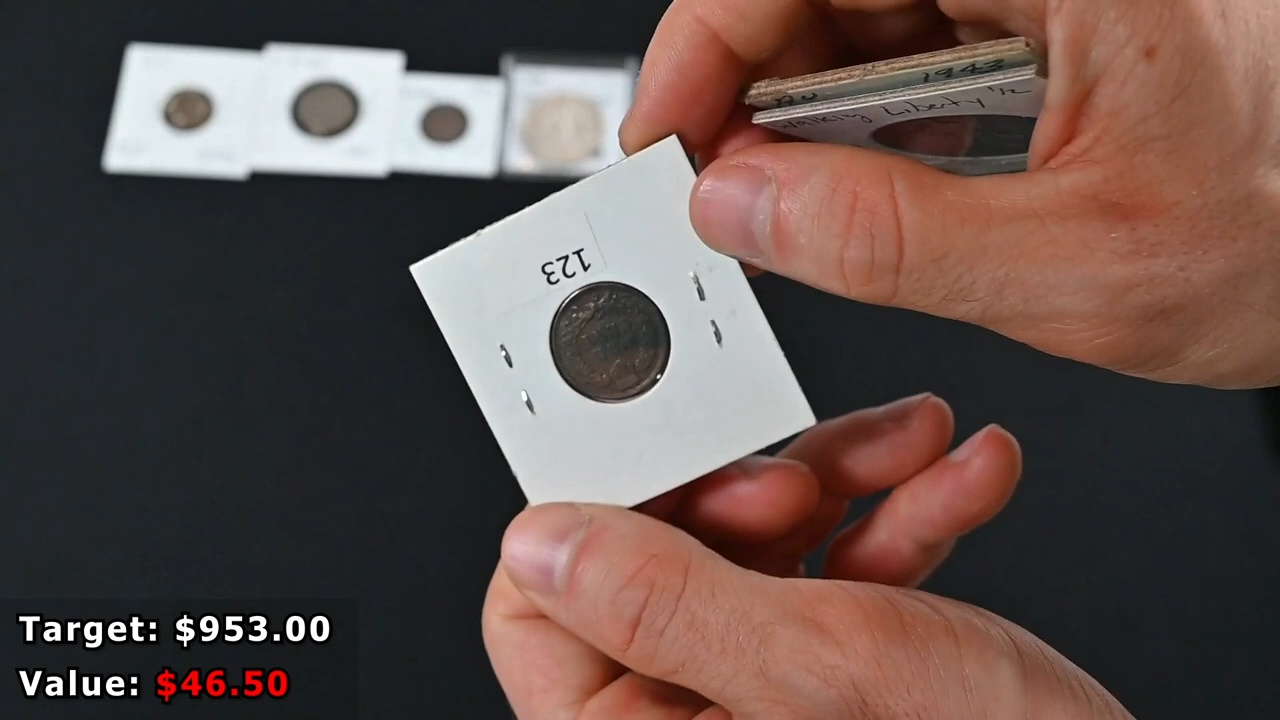 1943
Walking Liberty ½
123
Target: $953.00
Value: $46.50